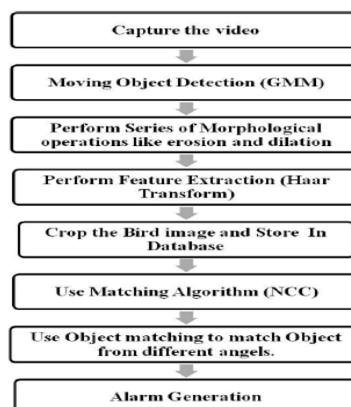 Capture the video
Moving Object Detection (GMM)
Perform Series of Morphological
operations like erosion and dilation
Perform Feature Extraction (Haar
Transform)
Crop the Bird image and Store In
Database
Use Matching Algorithm (NCC)
Use Object matching to match Object
from different angels.
Alarm Generation